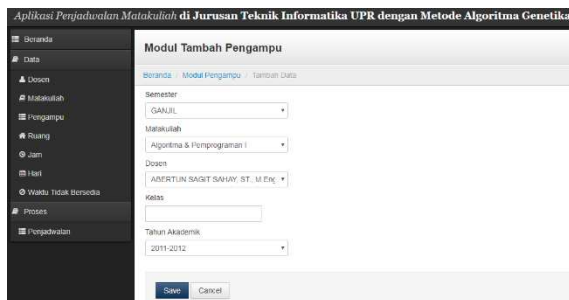 Aplikasi Penjadwalan Matakuliah di Jurusan Teknik Informatika UPR dengan Metode Algoritma Genetika
Beranda
Data
Dosen
Matakuliah
Pengampu
Ruang
Jam
Hari
Waktu Tidak Bersedia
Proses
Penjadwalan
Modul Tambah Pengampu
Beranda / Modul Pengampu / Tambah Data
Semester
GANJIL
Matakuliah
Algoritma & Pemprograman I
Dosen
ABERTUN SAGIT SAHAY, ST., M.Eng
Kelas
Tahun Akademik
2011-2012
Save Cancel